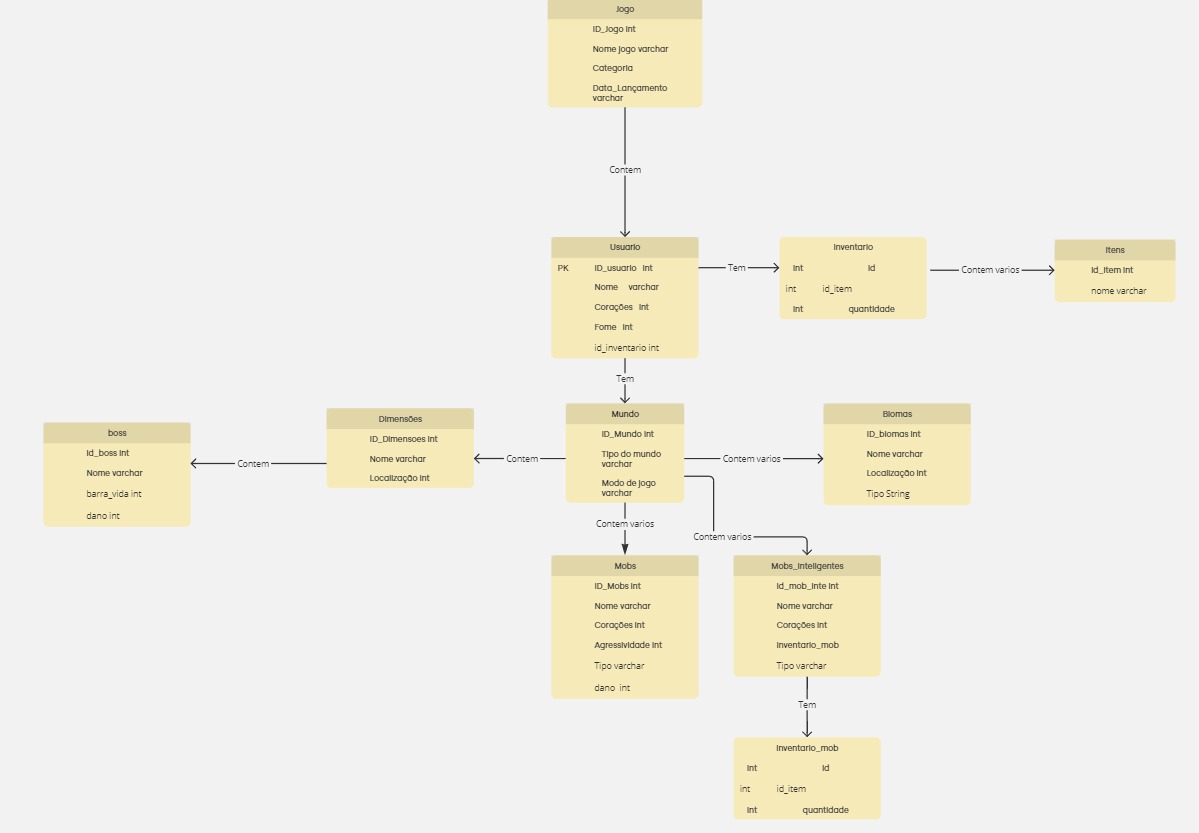 Jogo
ID_Jogo int
Nome jogo varchar
Categoria
Data_Lançamento
varchar
Contem
Usuario
PK ID_usuario int
Nome varchar
Corações int
Fome int
id_inventario int
Tem
Inventario
int id
int id_item
int quantidade
Contem varios
Itens
id_item int
nome varchar
Tem
Mundo
ID_Mundo int
Tipo do mundo
varchar
Modo de jogo
varchar
Contem
Dimensões
ID_Dimensoes int
Nome varchar
Localização int
Contem
boss
id_boss int
Nome varchar
barra_vida int
dano int
Contem varios
Biomas
ID_biomas int
Nome varchar
Localização int
Tipo String
Contem varios
Mobs
ID_Mobs int
Nome varchar
Corações int
Agressividade int
Tipo varchar
dano int
Contem varios
Mobs_inteligentes
id_mob_inte int
Nome varchar
Corações int
inventario_mob
Tipo varchar
Tem
Inventario_mob
int id
int id_item
int quantidade